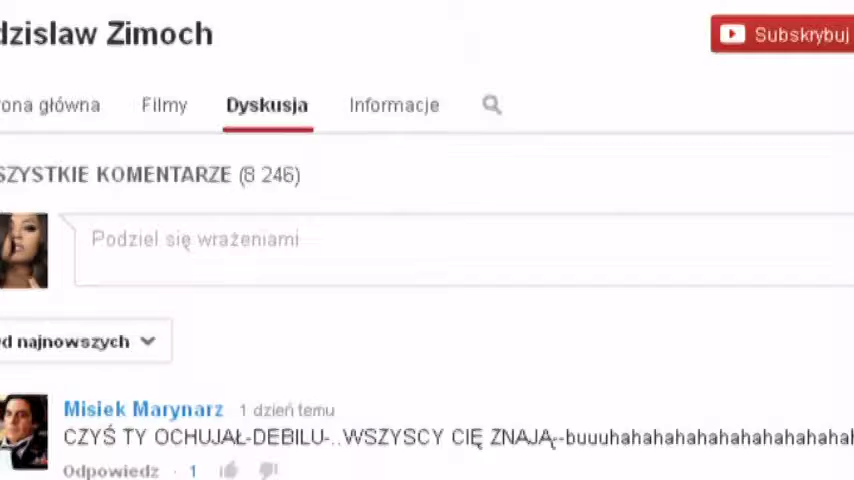 dzislaw Zimoch
Subskrybuj
ona główna Filmy Dyskusja Informacje
SZYSTKIE KOMENTARZE (8 246)
Podziel się wrażeniami
d najnowszych
Misiek Marynarz 1 dzień temu
CZYŚ TY OCHUJAŁ-DEBILU-..WSZYSCY CIĘ ZNAJĄ--buuuhahahahahahahahahahah
Odpowiedz · 1